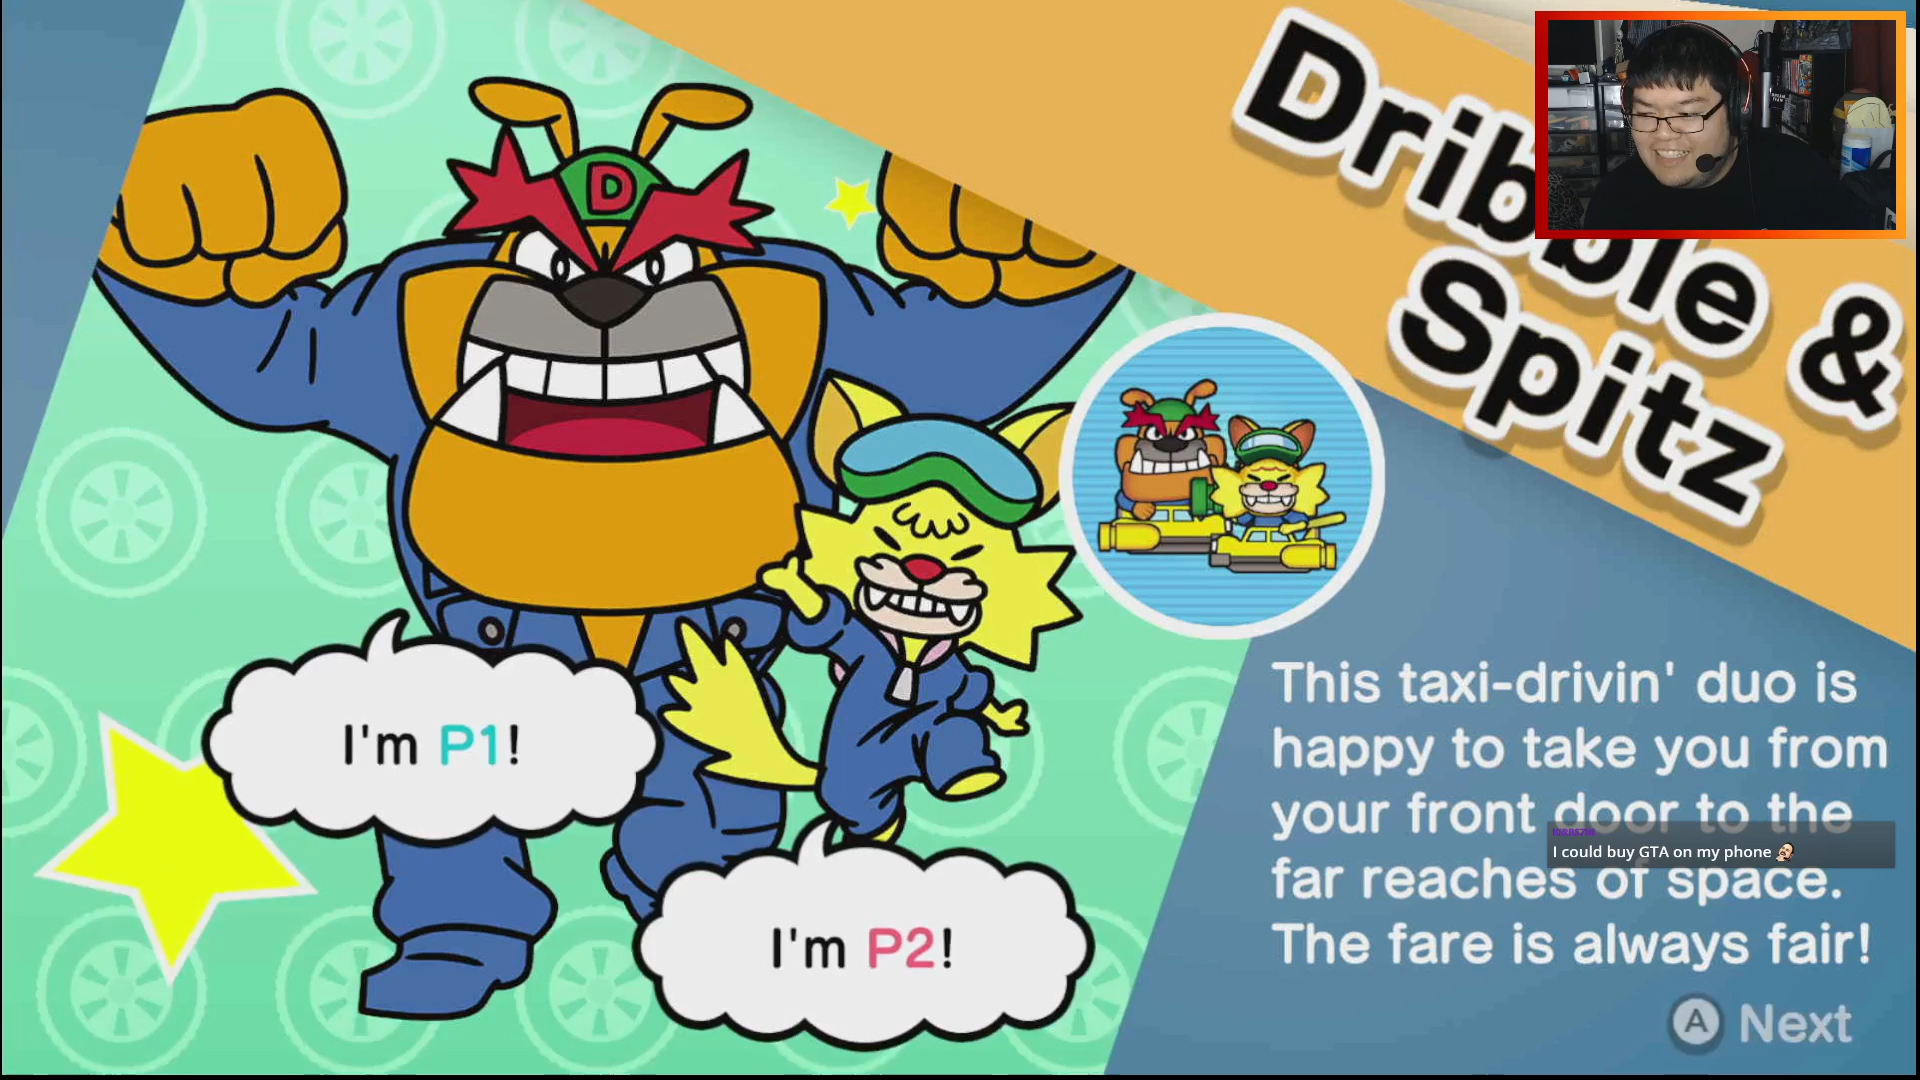 Dribble &
Spitz
D
I'm P1!
I'm P2!
This taxi-drivin' duo is
happy to take you from
your front door to the
far reaches of space.
The fare is always fair!
I could buy GTA on my phone
A Next